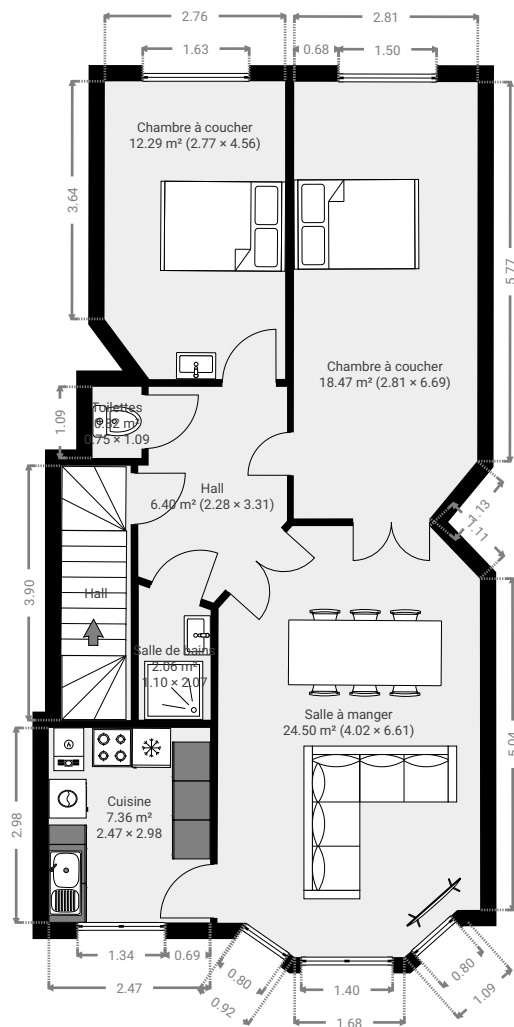 2.76
2.81
1.63
0.68
1.50
Chambre à coucher
12.29 m² (2.77 × 4.56)
3.64
5.77
Chambre à coucher
18.47 m² (2.81 × 6.69)
Toilettes
0.82 m²
0.75 × 1.09
1.09
Hall
6.40 m² (2.28 × 3.31)
1.13
1.11
3.90
Hall
Salle de bains
2.06 m²
1.10 × 2.07
Salle à manger
24.50 m² (4.02 × 6.61)
5.04
2.98
Cuisine
7.36 m²
2.47 × 2.98
1.34
0.69
2.47
0.80
0.92
1.40
1.68
0.80
1.09